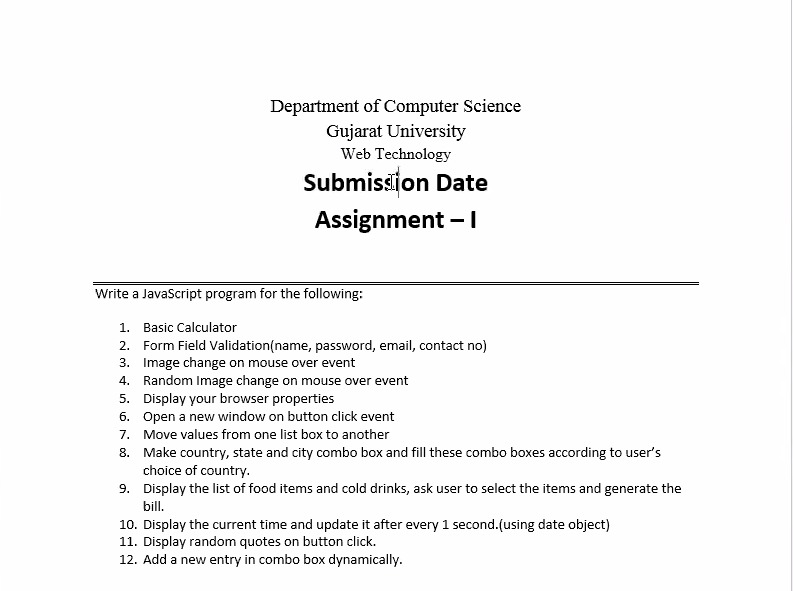 Department of Computer Science
Gujarat University
Web Technology
Submission Date
Assignment – I
Write a JavaScript program for the following:
1. Basic Calculator
2. Form Field Validation(name, password, email, contact no)
3. Image change on mouse over event
4. Random Image change on mouse over event
5. Display your browser properties
6. Open a new window on button click event
7. Move values from one list box to another
8. Make country, state and city combo box and fill these combo boxes according to user’s
choice of country.
9. Display the list of food items and cold drinks, ask user to select the items and generate the
bill.
10. Display the current time and update it after every 1 second.(using date object)
11. Display random quotes on button click.
12. Add a new entry in combo box dynamically.